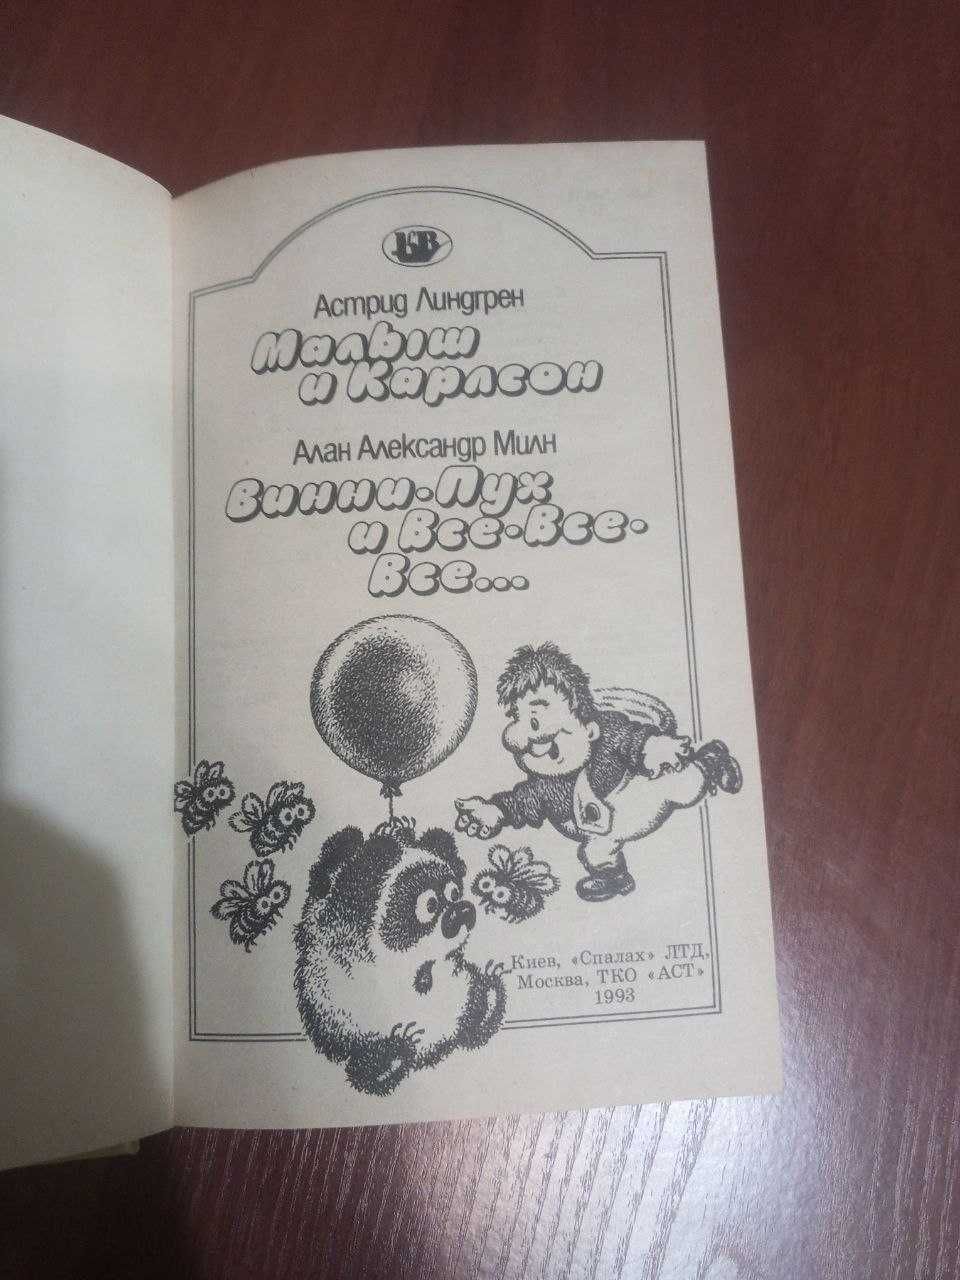 КВ
Астрид Линдгрен
Малыш
и Карлсон
Алан Александр Милн
Винни-Пух
и Все-Все-
Все...
Киев, «Спалах» ЛТД,
Москва, ТКО «АСТ»
1993